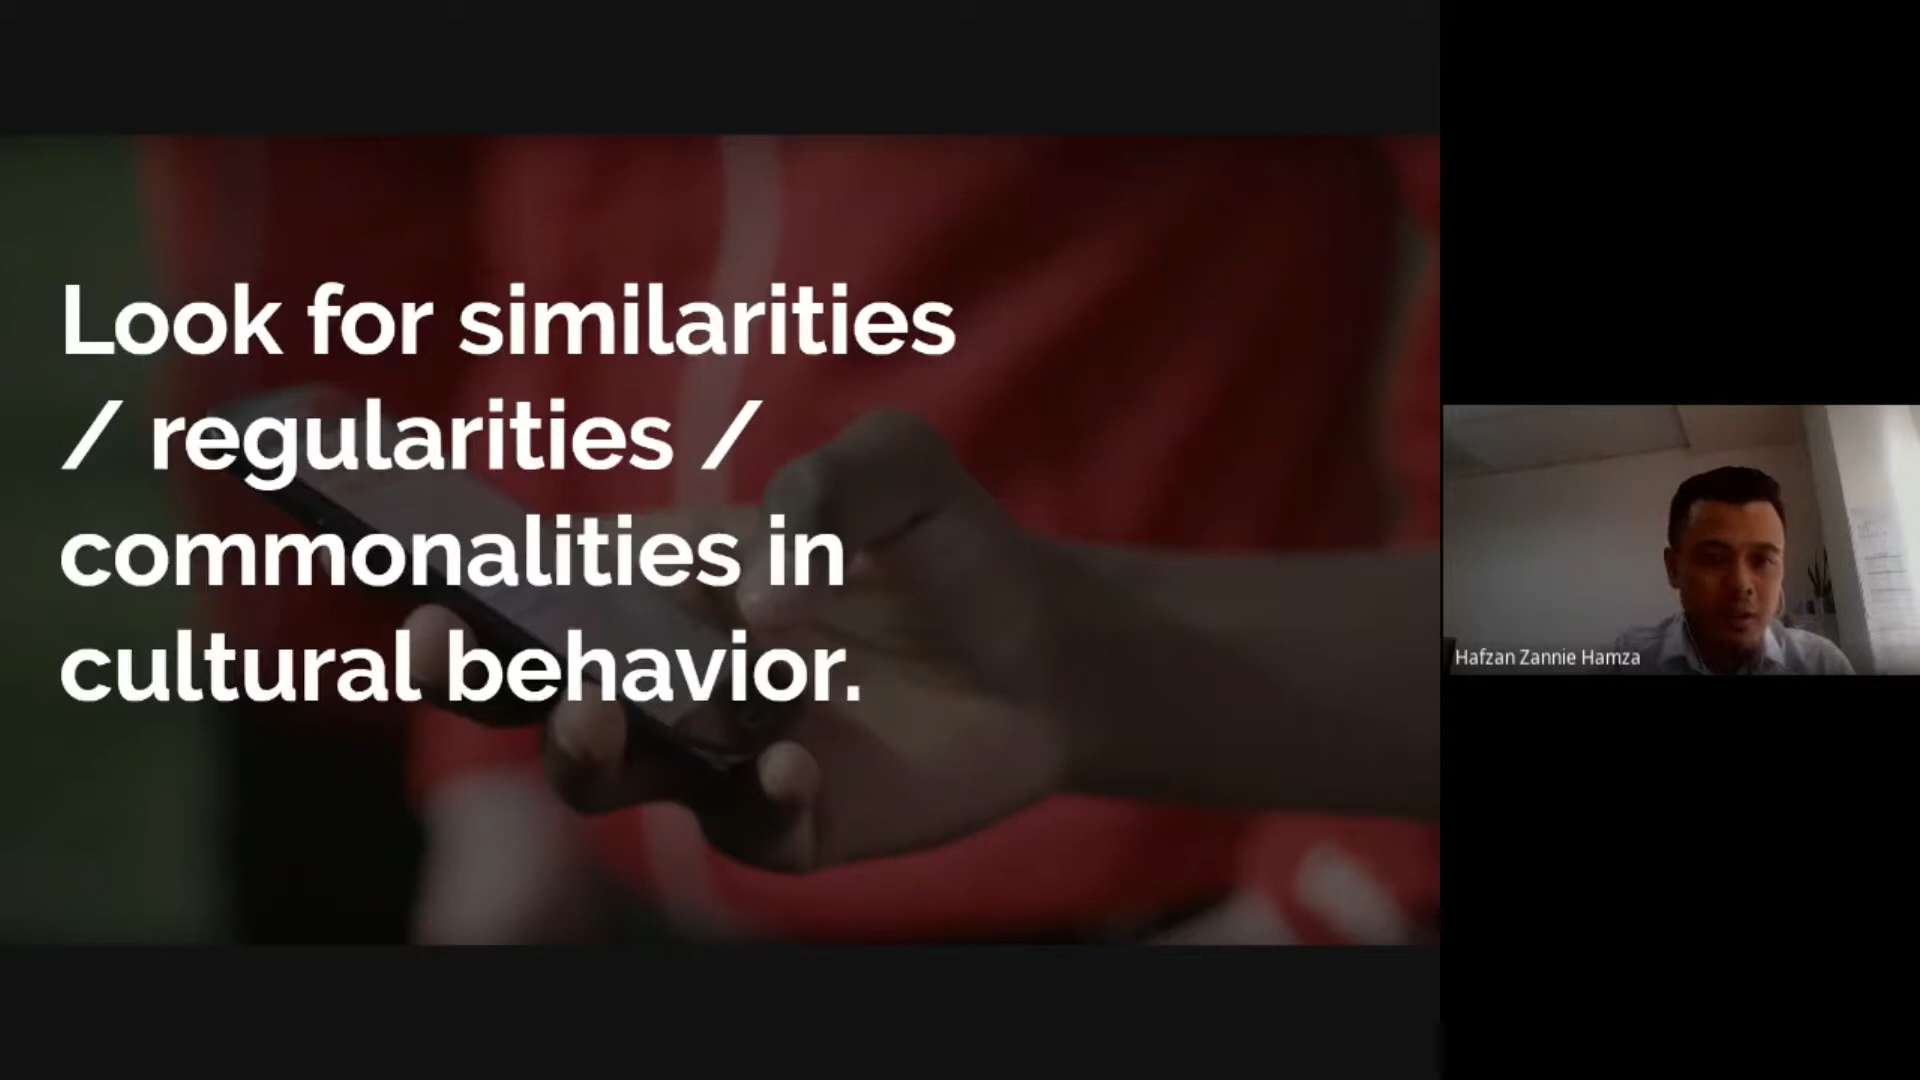 Look for similarities
/ regularities /
commonalities in
cultural behavior.
Hafzan Zannie Hamza